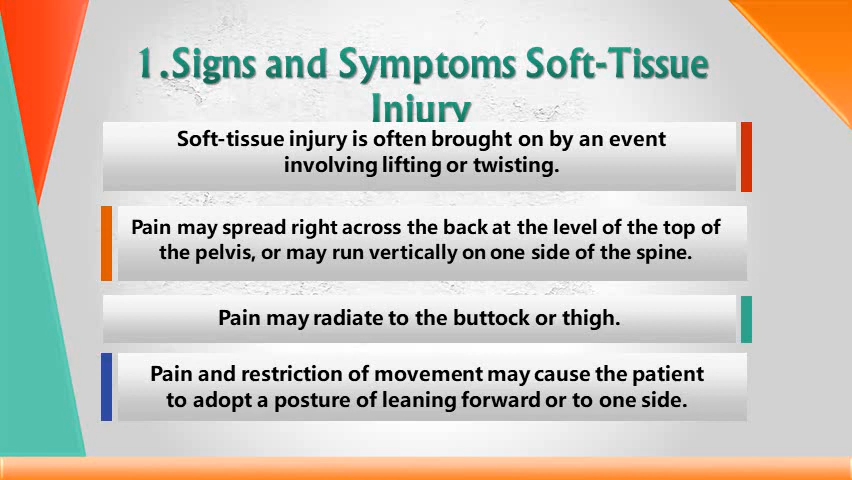 1.Signs and Symptoms Soft-Tissue
Injury
Soft-tissue injury is often brought on by an event
involving lifting or twisting.
Pain may spread right across the back at the level of the top of
the pelvis, or may run vertically on one side of the spine.
Pain may radiate to the buttock or thigh.
Pain and restriction of movement may cause the patient
to adopt a posture of leaning forward or to one side.